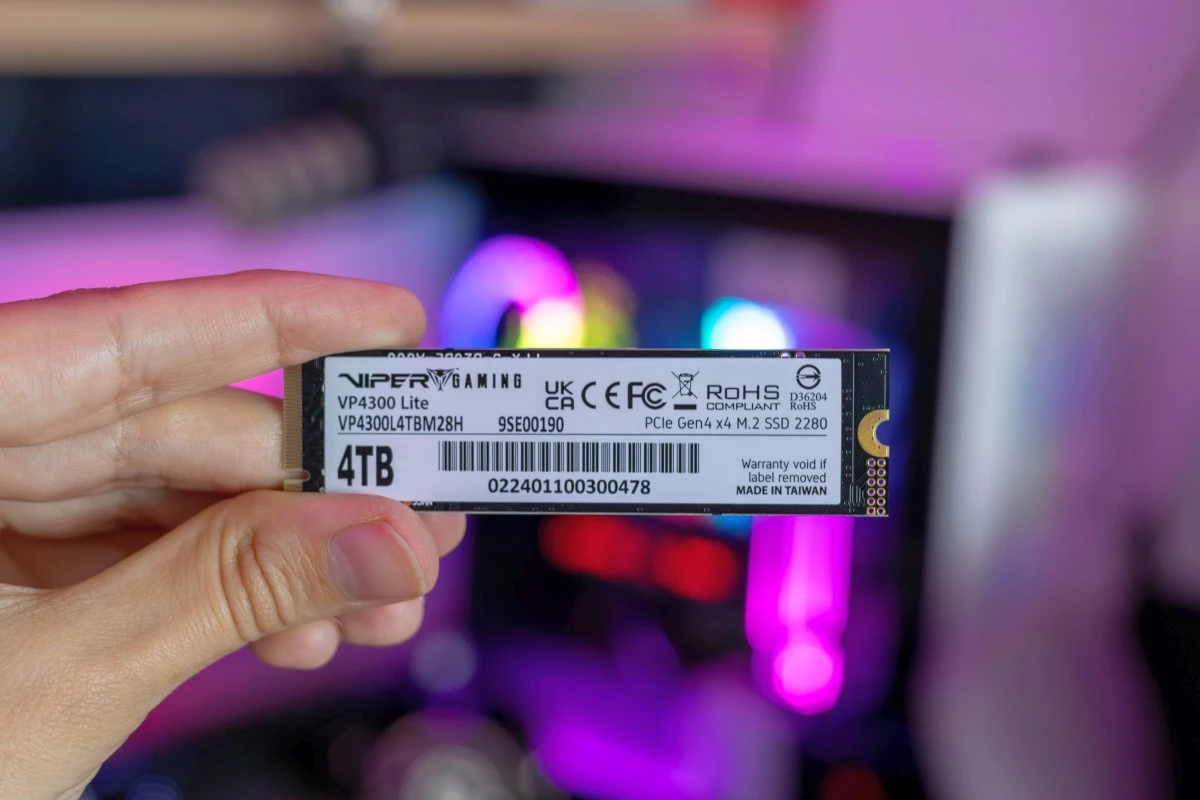 VIPER GAMING
UK CA CE FC RoHS COMPLIANT
D36204
RoHS
VP4300 Lite
VP4300L4TBM28H 9SE00190 PCIe Gen4 x4 M.2 SSD 2280
4TB
022401100300478
Warranty void if
label removed
MADE IN TAIWAN